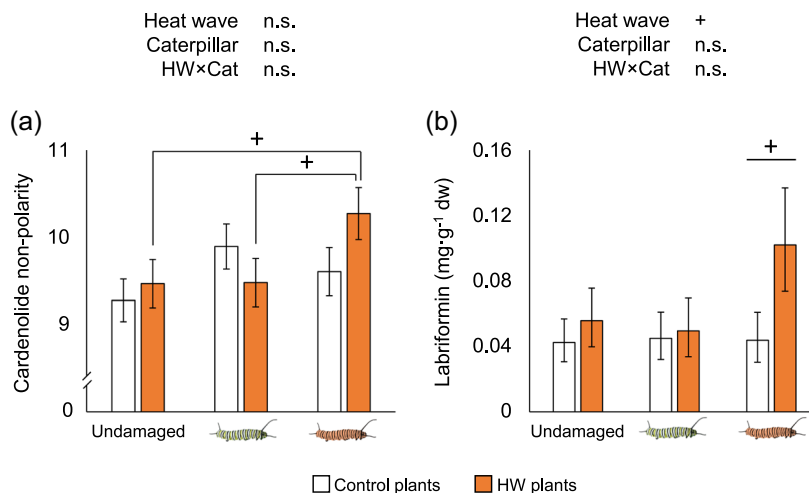 Heat wave n.s.
Caterpillar n.s.
HW×Cat n.s.
Heat wave +
Caterpillar n.s.
HW×Cat n.s.
(a)
Cardenolide non-polarity
11
10
9
0
+
+
Undamaged
(b)
Labriformin (mg·g⁻¹ dw)
0.16
0.12
0.08
0.04
0
+
Undamaged
Control plants
HW plants